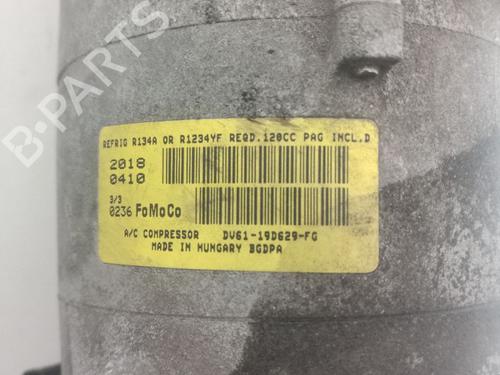 B-PARTS
REFRIG R134A OR R1234YF REQD.120CC PAG INCL.D
2018
0410
3/3
0236 FoMoCo
A/C COMPRESSOR DV61-19D629-FG
MADE IN HUNGARY BGDPA